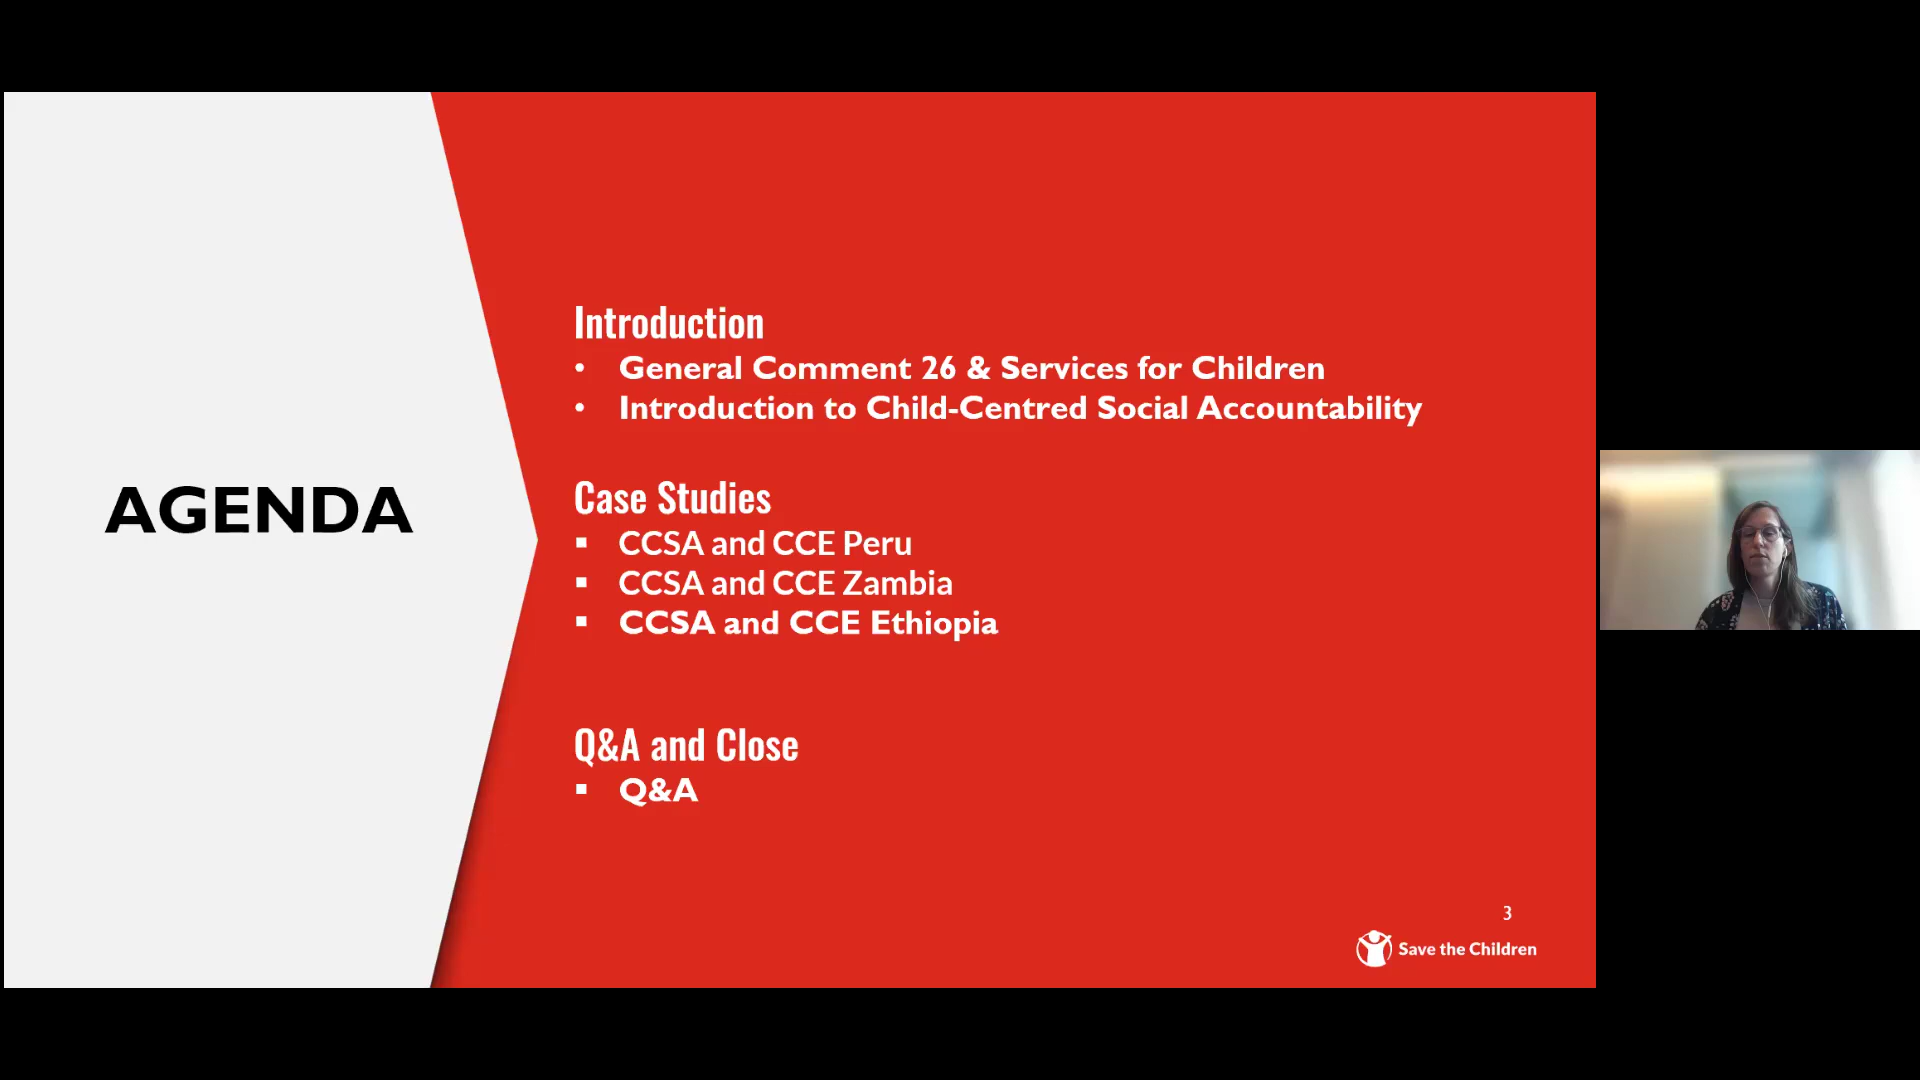 AGENDA
Introduction
• General Comment 26 & Services for Children
• Introduction to Child-Centred Social Accountability
Case Studies
▪ CCSA and CCE Peru
▪ CCSA and CCE Zambia
▪ CCSA and CCE Ethiopia
Q&A and Close
▪ Q&A
3
Save the Children